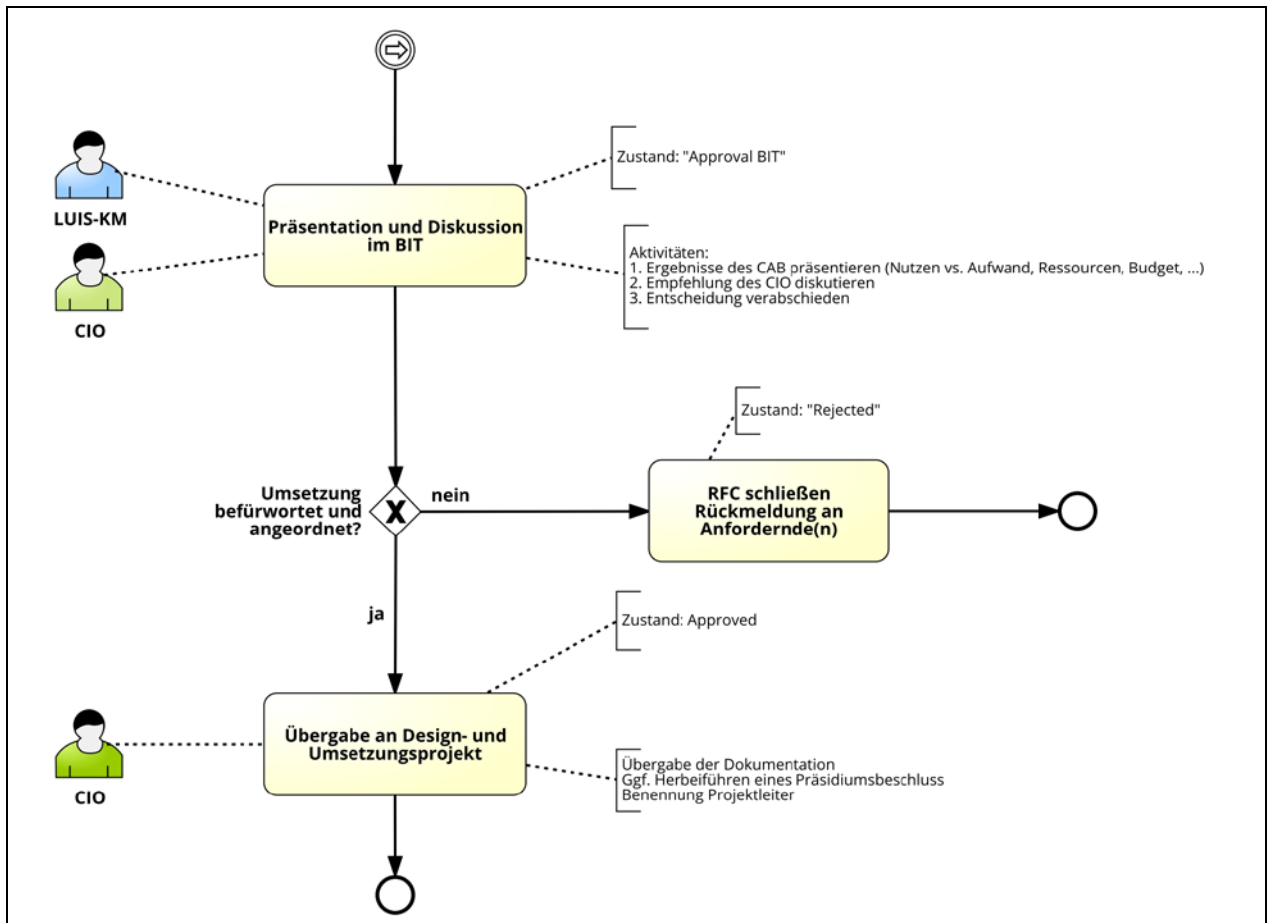 LUIS-KM
CIO
Präsentation und Diskussion
im BIT
Zustand: "Approval BIT"
Aktivitäten:
1. Ergebnisse des CAB präsentieren (Nutzen vs. Aufwand, Ressourcen, Budget, ...)
2. Empfehlung des CIO diskutieren
3. Entscheidung verabschieden
Zustand: "Rejected"
Umsetzung
befürwortet und
angeordnet?
X
nein
RFC schließen
Rückmeldung an
Anfordernde(n)
ja
Zustand: Approved
CIO
Übergabe an Design- und
Umsetzungsprojekt
Übergabe der Dokumentation
Ggf. Herbeiführen eines Präsidiumsbeschluss
Benennung Projektleiter